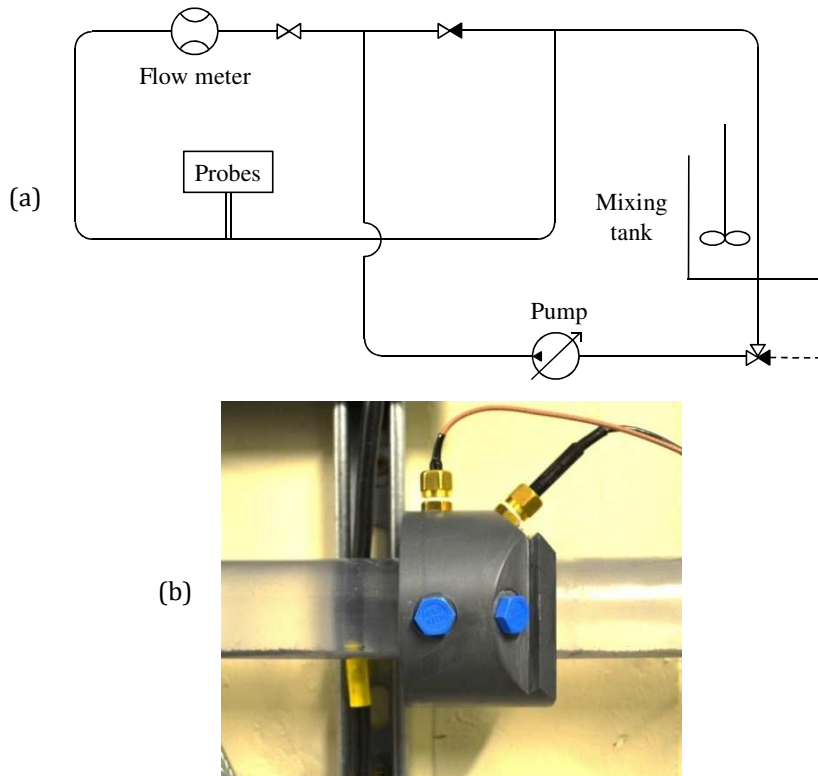 Flow meter
Probes
(a)
Mixing
tank
Pump
(b)